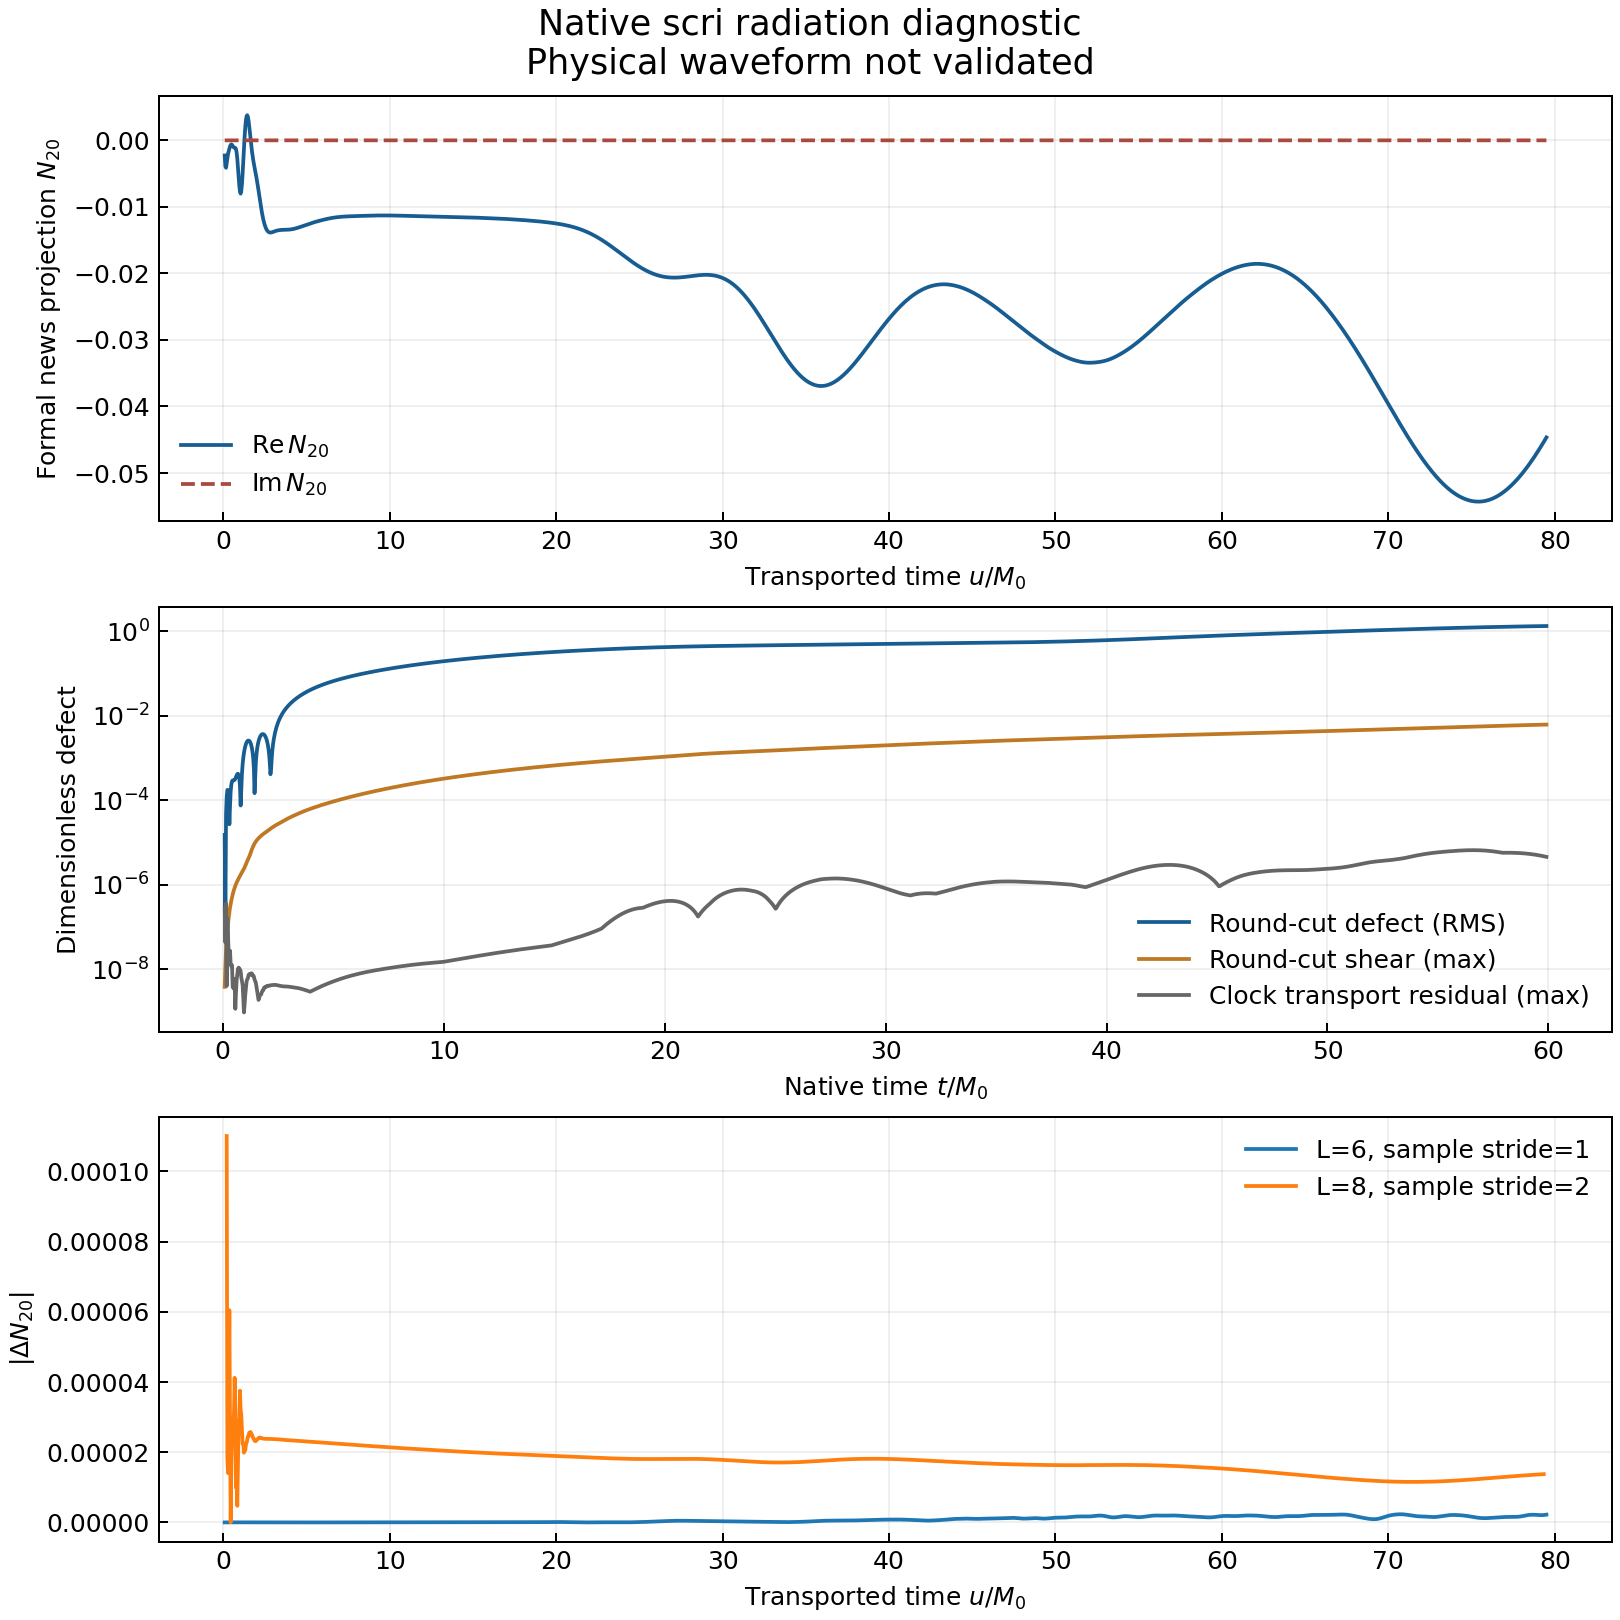 Native scri radiation diagnostic
Physical waveform not validated
Formal news projection N₂₀
0.00
−0.01
−0.02
−0.03
−0.04
−0.05
Re N₂₀
Im N₂₀
0 10 20 30 40 50 60 70 80
Transported time u/M₀
Dimensionless defect
10⁰
10⁻²
10⁻⁴
10⁻⁶
10⁻⁸
Round-cut defect (RMS)
Round-cut shear (max)
Clock transport residual (max)
0 10 20 30 40 50 60
Native time t/M₀
|ΔN₂₀|
0.00010
0.00008
0.00006
0.00004
0.00002
0.00000
L=6, sample stride=1
L=8, sample stride=2
0 10 20 30 40 50 60 70 80
Transported time u/M₀